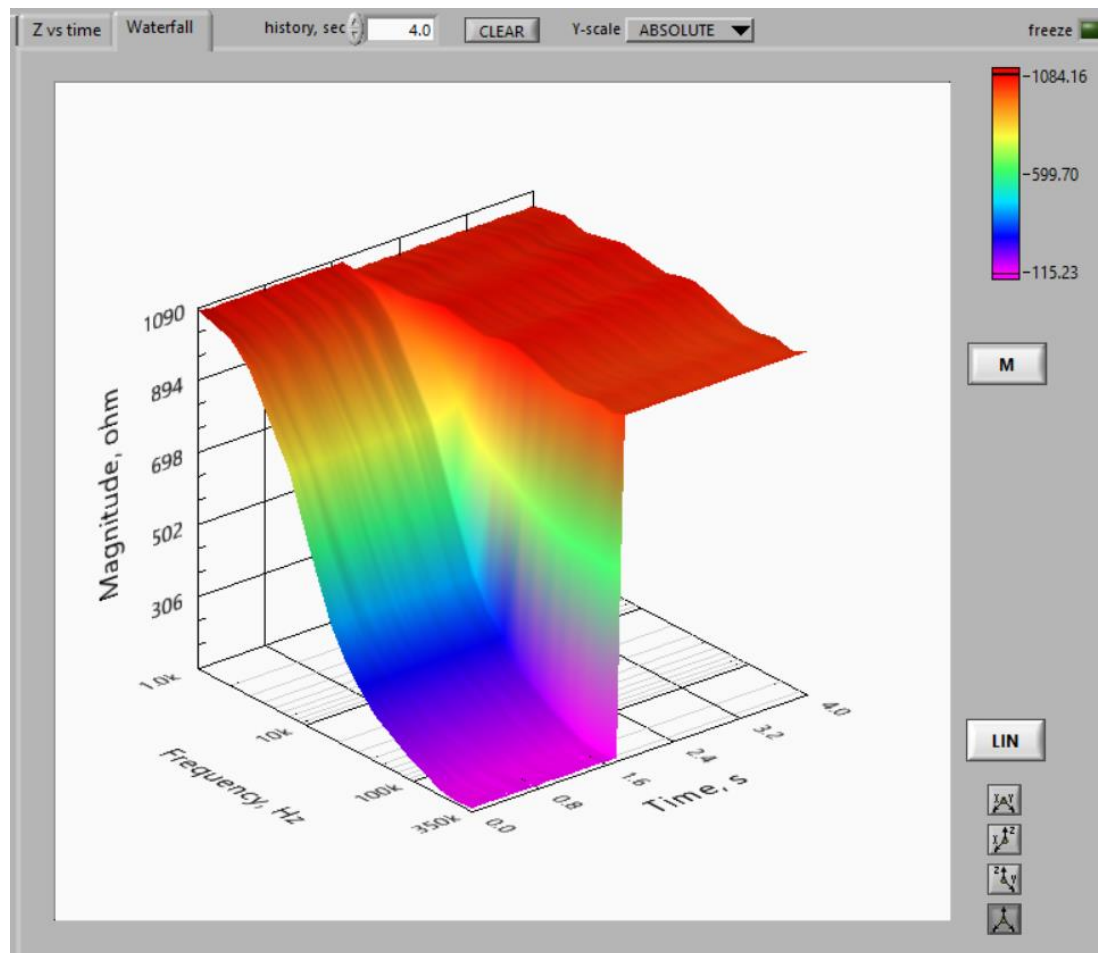 Z vs time Waterfall history, sec 4.0 CLEAR Y-scale ABSOLUTE freeze
-1084.16
-599.70
-115.23
M
LIN
1090
894
698
502
306
Magnitude, ohm
1.0k
10k
100k
350k
Frequency, Hz
0.0
0.8
1.6
2.4
3.2
4.0
Time, s
X Y
X Z
Z Y